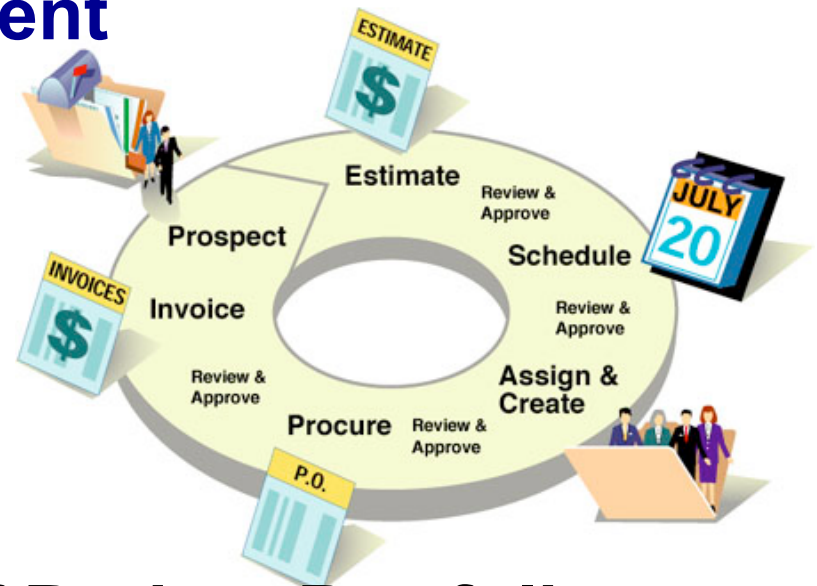 ent
ESTIMATE
$
Estimate
Review &
Approve
JULY
20
Schedule
Prospect
INVOICES
$
Invoice
Review &
Approve
Assign &
Create
Review &
Approve
Procure
Review &
Approve
P.O.